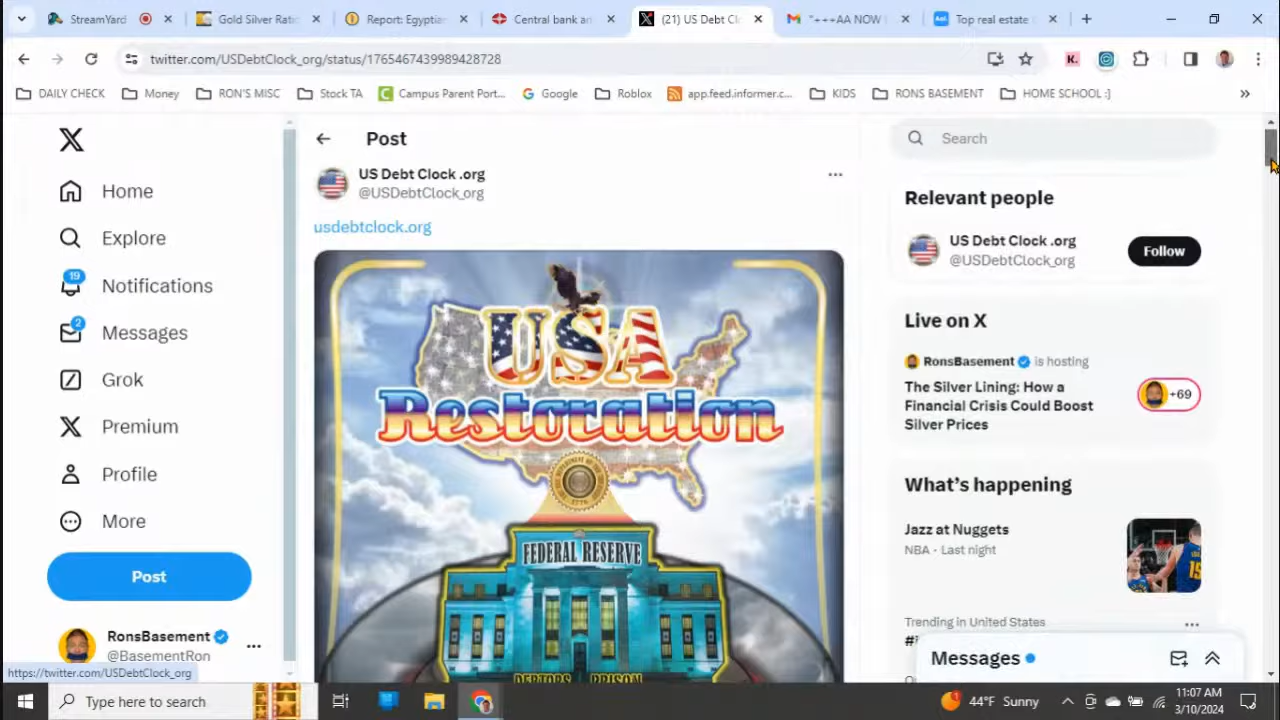 StreamYard
Gold Silver Rati
Report: Egyptian
Central bank an
(21) US Debt Cl
"+++AA NOW
Top real estate
twitter.com/USDebtClock_org/status/1765467439989428728
DAILY CHECK
Money
RON'S MISC
Stock TA
Campus Parent Port...
Google
Roblox
app.feed.informer.c...
KIDS
RONS BASEMENT
HOME SCHOOL :)
Home
Explore
19
Notifications
2
Messages
Grok
Premium
Profile
More
Post
RonsBasement
@BasementRon
https://twitter.com/USDebtClock_org
Post
US Debt Clock .org
@USDebtClock_org
usdebtclock.org
USA
Restoration
FEDERAL RESERVE
DEBTORS PRISON
Search
Relevant people
US Debt Clock .org
@USDebtClock_org
Follow
Live on X
RonsBasement is hosting
The Silver Lining: How a
Financial Crisis Could Boost
Silver Prices
+69
What's happening
Jazz at Nuggets
NBA · Last night
Trending in United States
Messages
Type here to search
44°F Sunny
11:07 AM
3/10/2024